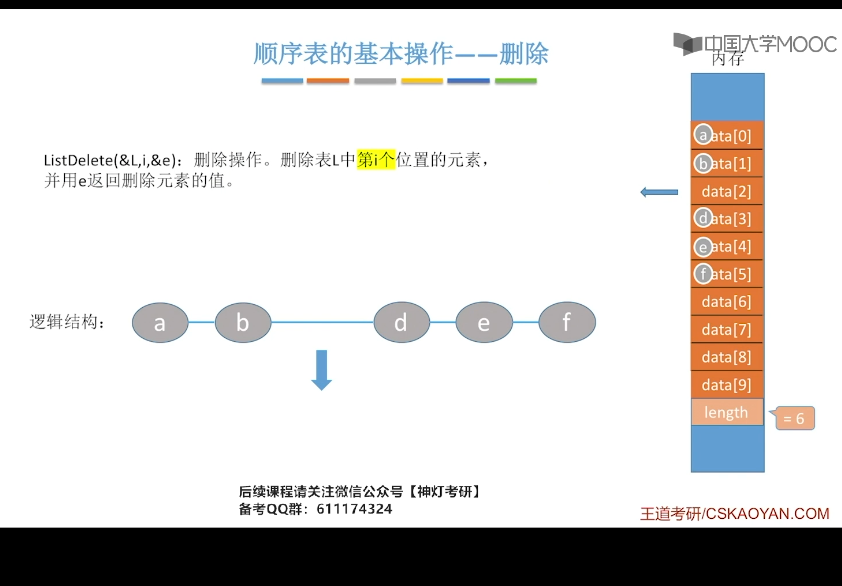 中国大学MOOC
顺序表的基本操作——删除
内存
ListDelete(&L,i,&e)：删除操作。删除表L中第i个位置的元素，
并用e返回删除元素的值。
a ata[0]
b ata[1]
data[2]
d ata[3]
e ata[4]
f ata[5]
data[6]
data[7]
data[8]
data[9]
length
= 6
逻辑结构：
a b d e f
后续课程请关注微信公众号【神灯考研】
备考QQ群：611174324
王道考研/CSKAOYAN.COM